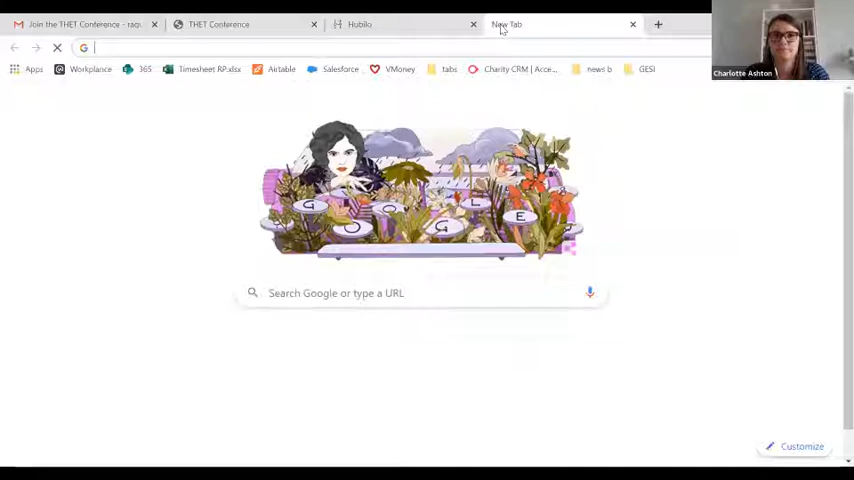 Join the THET Conference - raqu
THET Conference
Hubilo
New Tab
Apps
Workplance
365
Timesheet RP.xlsx
Airtable
Salesforce
VMoney
tabs
Charity CRM | Acce...
news b
GESI
Charlotte Ashton
G O O G L E
Search Google or type a URL
Customize